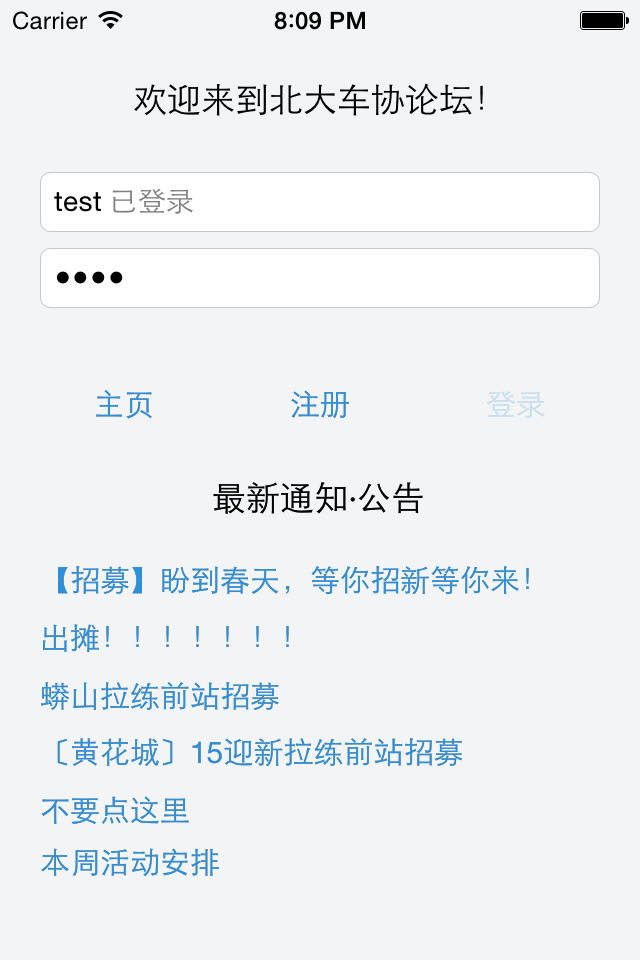 Carrier 8:09 PM
欢迎来到北大车协论坛！
test 已登录
••••
主页 注册 登录
最新通知·公告
【招募】盼到春天，等你招新等你来！
出摊！！！！！！！
蟒山拉练前站招募
〔黄花城〕15迎新拉练前站招募
不要点这里
本周活动安排